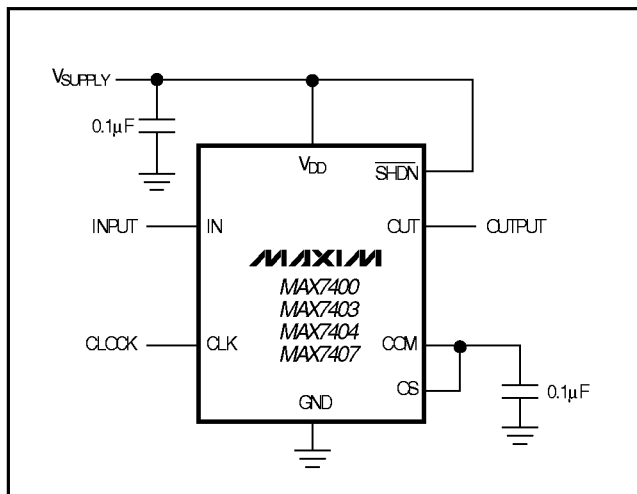 VSUPPLY
0.1µF
VDD
SHDN
INPUT
IN
OUT
OUTPUT
MAXIM
MAX7400
MAX7403
MAX7404
MAX7407
CLOCK
CLK
COM
OS
0.1µF
GND